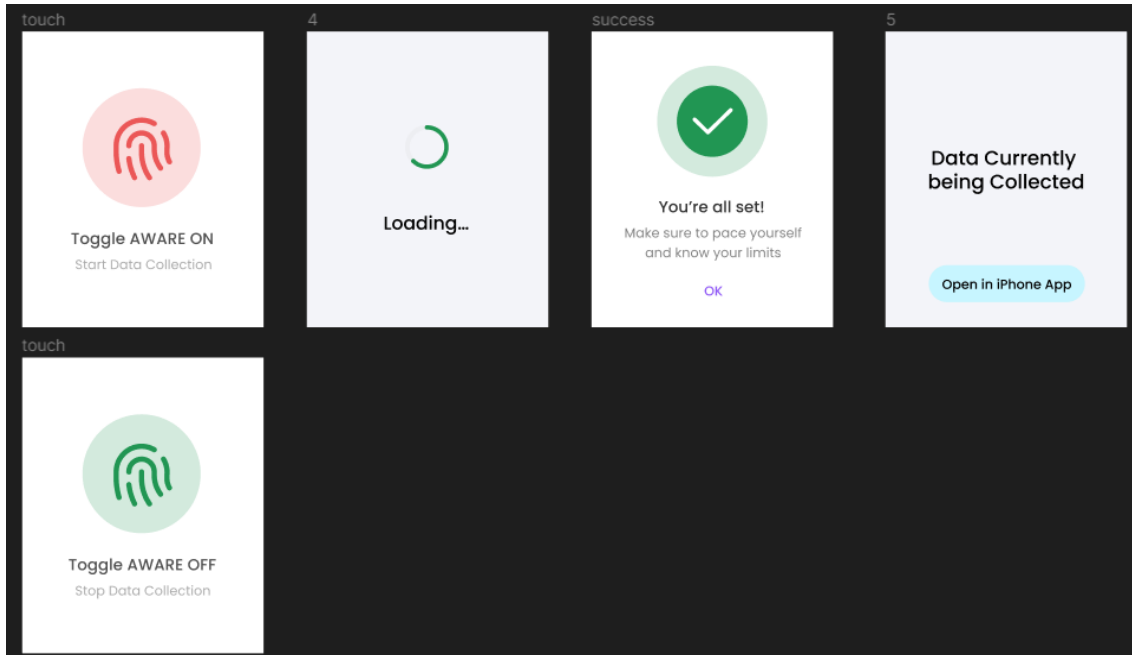 touch
4
success
5
Toggle AWARE ON
Start Data Collection
Loading...
You're all set!
Make sure to pace yourself
and know your limits
OK
Data Currently
being Collected
Open in iPhone App
touch
Toggle AWARE OFF
Stop Data Collection